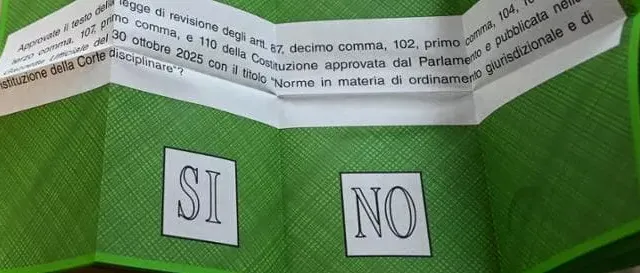 Approvate il testo della legge di revisione degli artt. 87, decimo comma, 102, primo comma, 104, 10
terzo comma, 107, primo comma, e 110 della Costituzione approvata dal Parlamento e pubblicata nella
Ufficiale del 30 ottobre 2025 con il titolo "Norme in materia di ordinamento giurisdizionale e di
stituzione della Corte disciplinare"?
SI NO